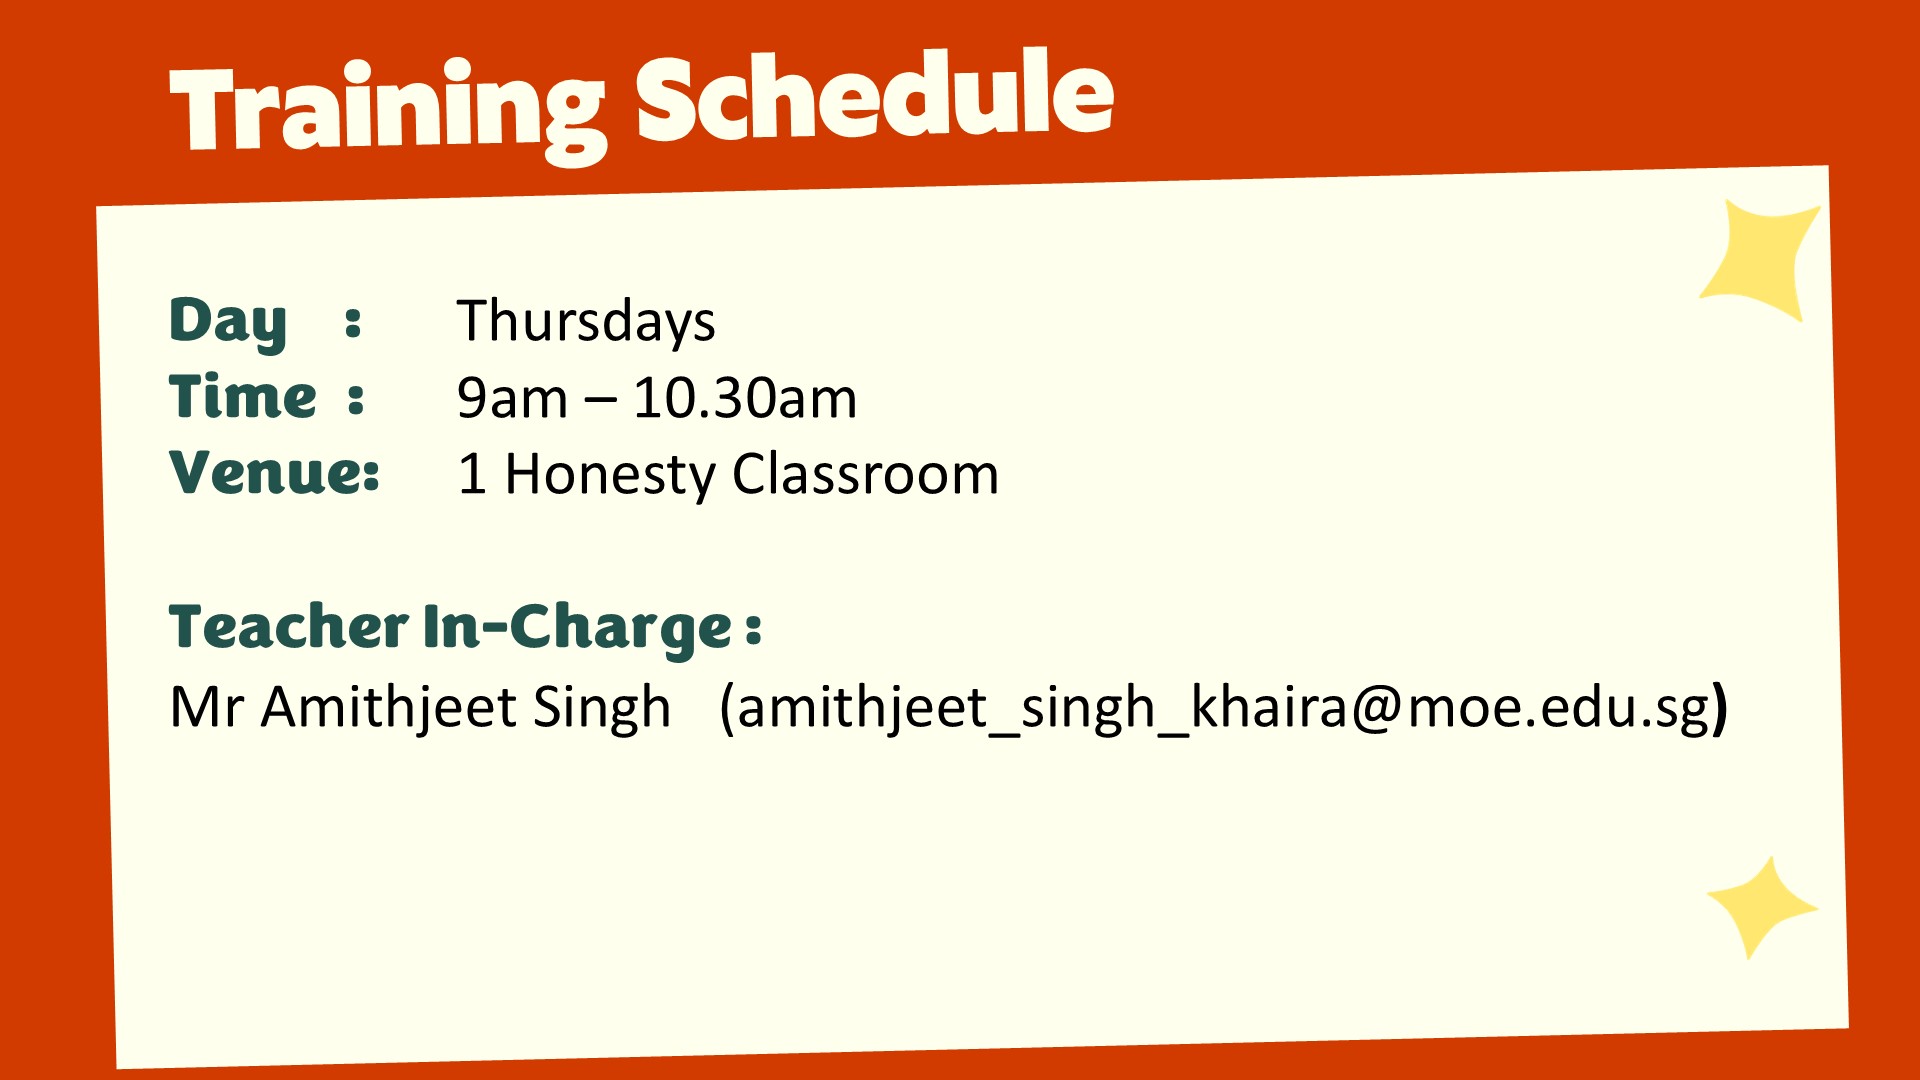 Training Schedule
Day : Thursdays
Time : 9am – 10.30am
Venue: 1 Honesty Classroom
Teacher In-Charge :
Mr Amithjeet Singh (amithjeet_singh_khaira@moe.edu.sg)